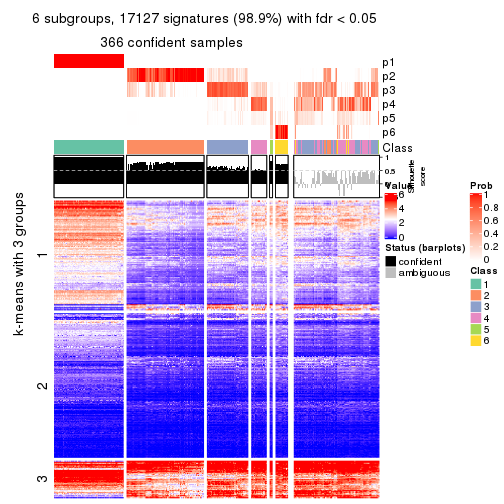 6 subgroups, 17127 signatures (98.9%) with fdr < 0.05
366 confident samples
p1
p2
p3
p4
p5
p6
Class
1
0.5
0
Silhouette
score
k-means with 3 groups
1
2
3
Value
6
4
2
0
Status (barplots)
confident
ambiguous
Prob
1
0.8
0.6
0.4
0.2
0
Class
1
2
3
4
5
6